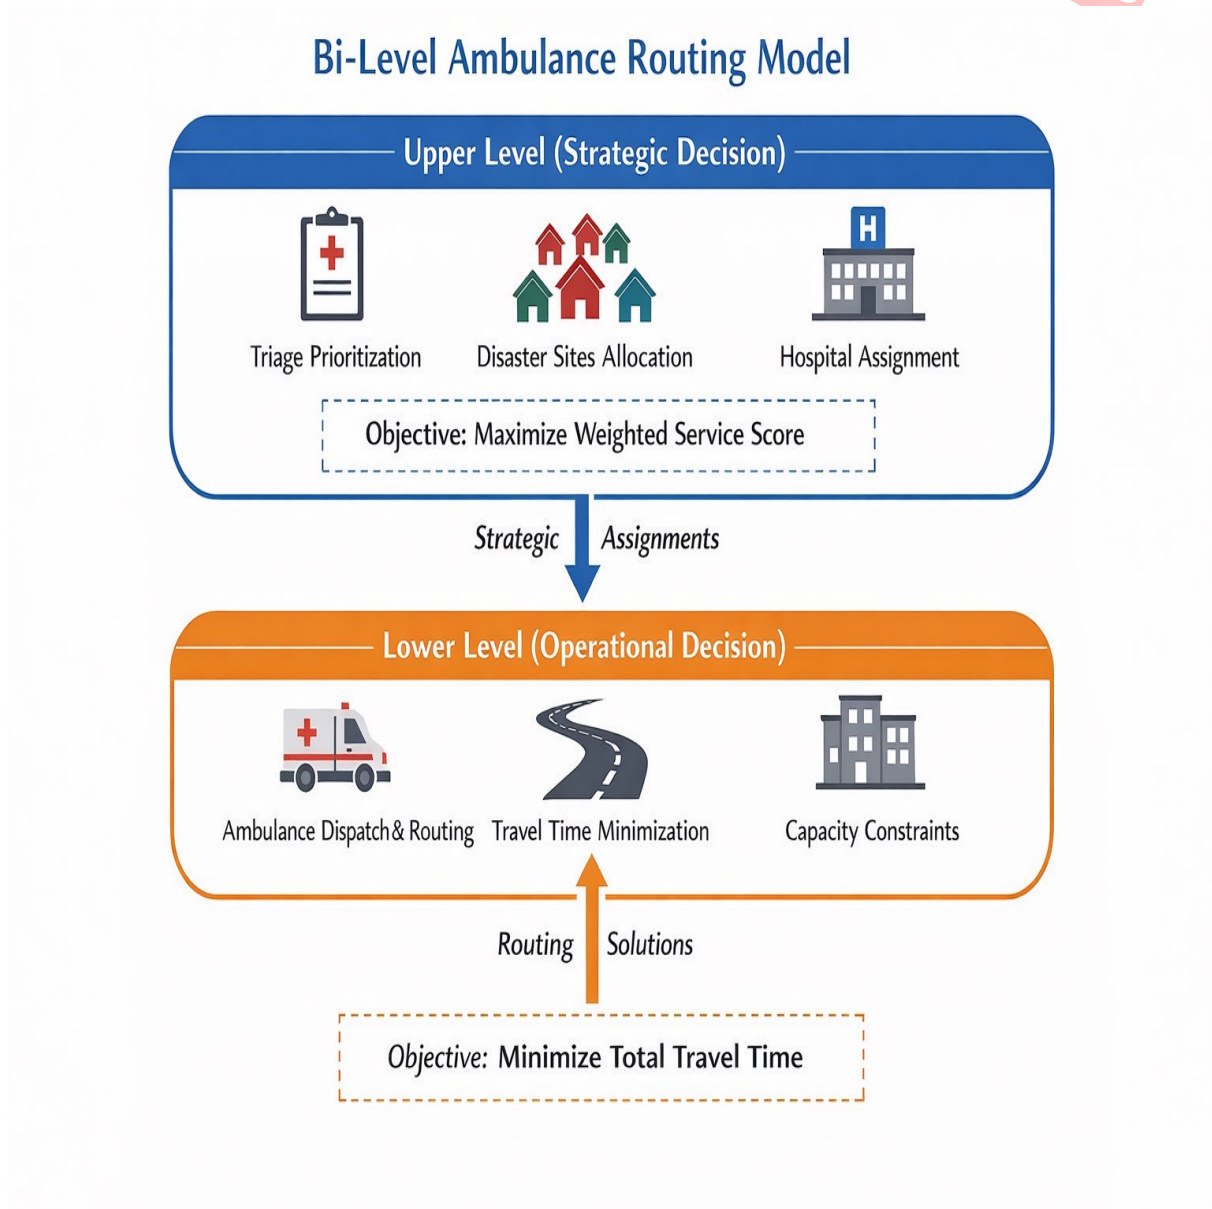 Bi-Level Ambulance Routing Model
Upper Level (Strategic Decision)
H
Triage Prioritization
Disaster Sites Allocation
Hospital Assignment
Objective: Maximize Weighted Service Score
Strategic Assignments
Lower Level (Operational Decision)
Ambulance Dispatch & Routing
Travel Time Minimization
Capacity Constraints
Routing Solutions
Objective: Minimize Total Travel Time